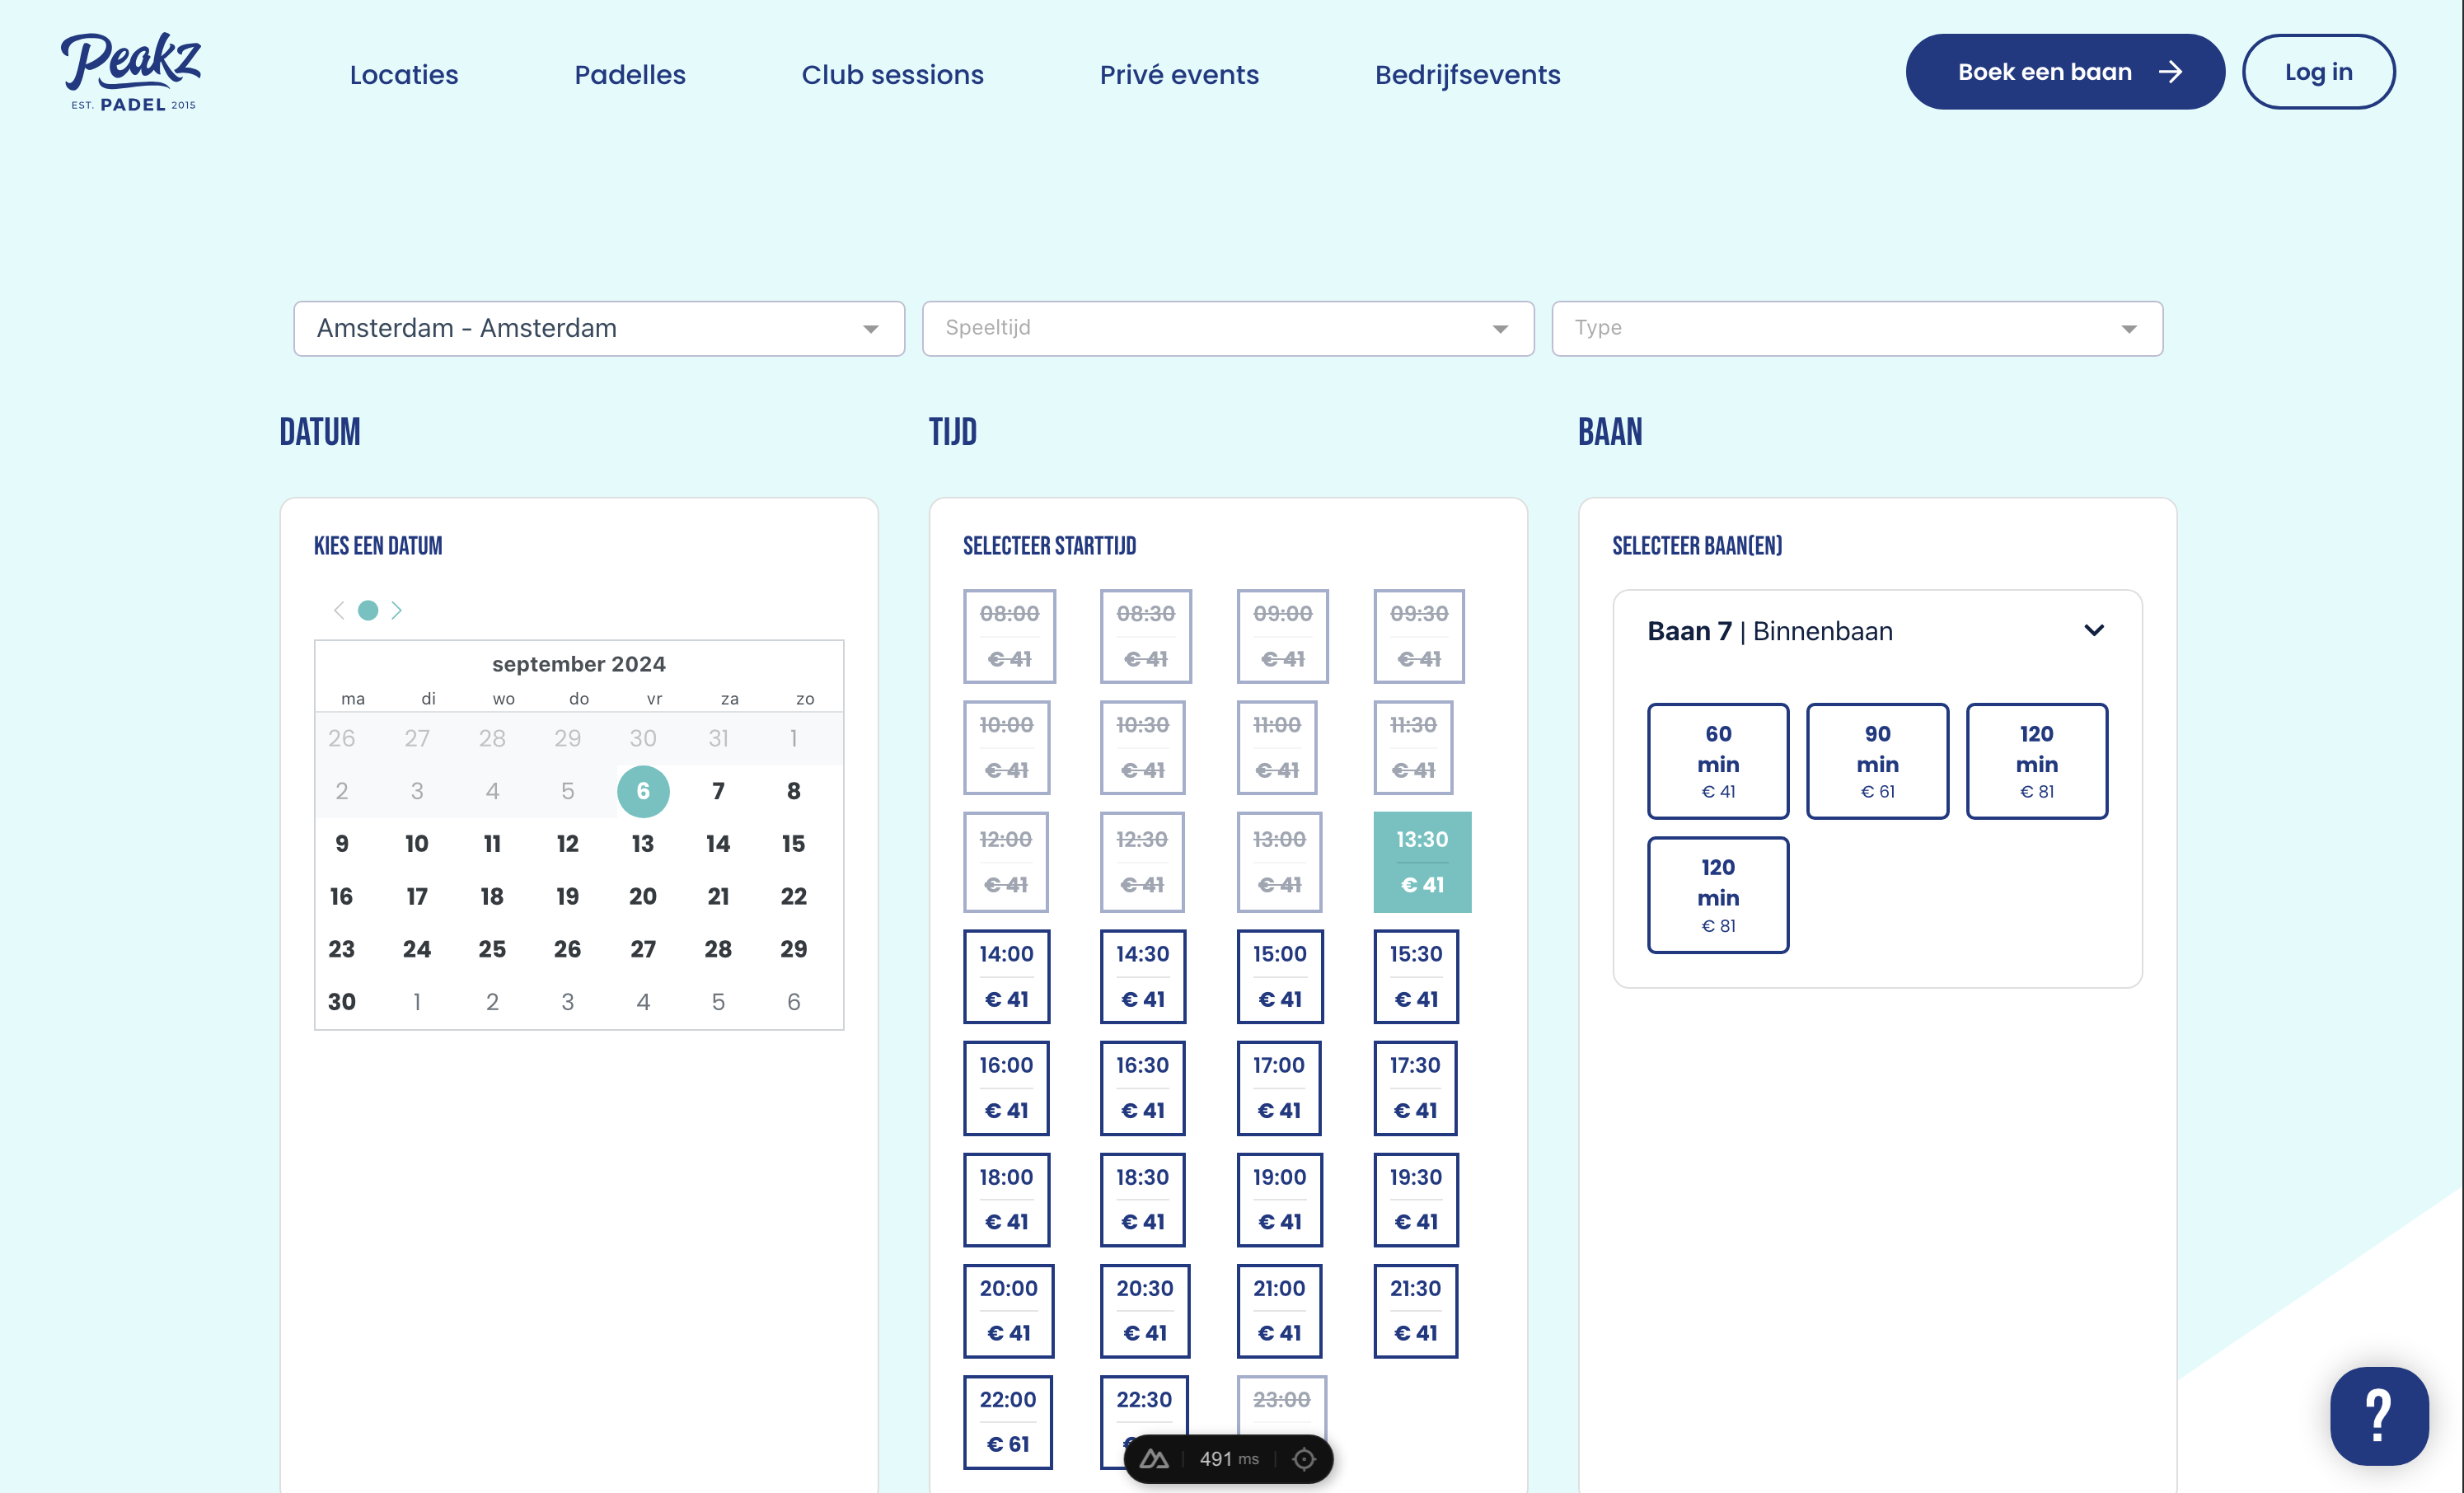 Peakz
EST. PADEL 2015
Locaties
Padelles
Club sessions
Privé events
Bedrijfsevents
Boek een baan
Log in
Amsterdam - Amsterdam
Speeltijd
Type
DATUM
KIES EEN DATUM
september 2024
ma di wo do vr za zo
26 27 28 29 30 31 1
2 3 4 5 6 7 8
9 10 11 12 13 14 15
16 17 18 19 20 21 22
23 24 25 26 27 28 29
30 1 2 3 4 5 6
TIJD
SELECTEER STARTTIJD
08:00 08:30 09:00 09:30
€ 41 € 41 € 41 € 41
10:00 10:30 11:00 11:30
€ 41 € 41 € 41 € 41
12:00 12:30 13:00 13:30
€ 41 € 41 € 41 € 41
14:00 14:30 15:00 15:30
€ 41 € 41 € 41 € 41
16:00 16:30 17:00 17:30
€ 41 € 41 € 41 € 41
18:00 18:30 19:00 19:30
€ 41 € 41 € 41 € 41
20:00 20:30 21:00 21:30
€ 41 € 41 € 41 € 41
22:00 22:30 23:00
€ 61
491 ms
BAAN
SELECTEER BAAN(EN)
Baan 7 | Binnenbaan
60 90 120
min min min
€ 41 € 61 € 81
120
min
€ 81
?